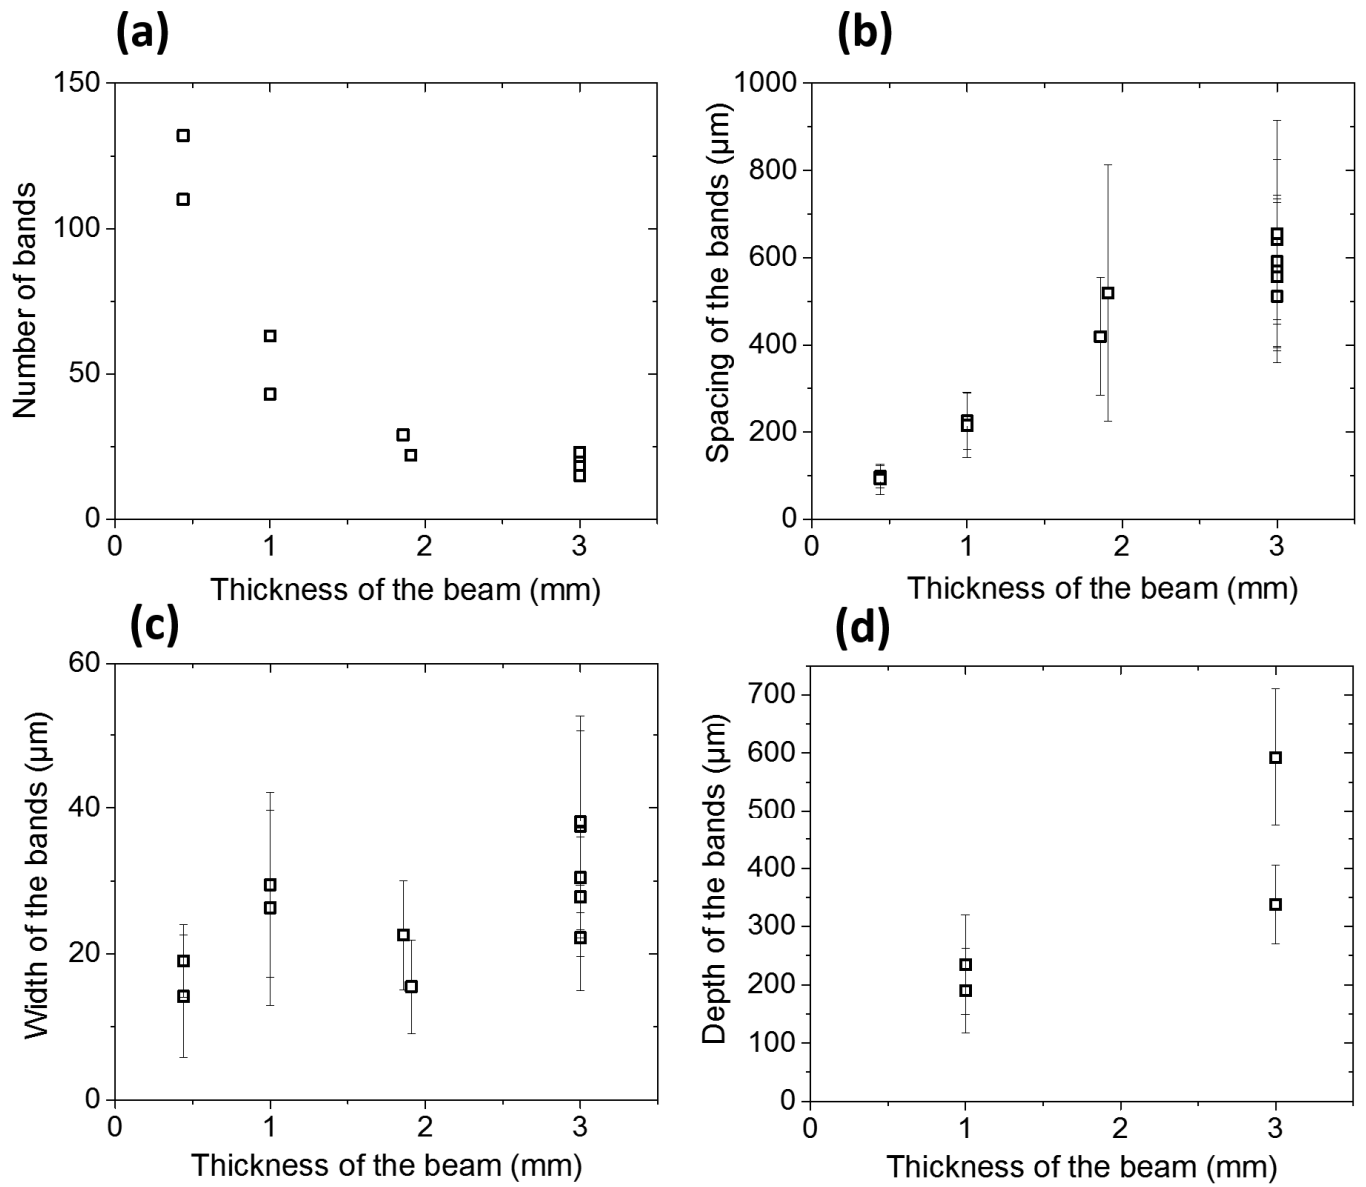 (a)
150
100
50
0
0 1 2 3
Number of bands
Thickness of the beam (mm)
(b)
1000
800
600
400
200
0
0 1 2 3
Spacing of the bands (µm)
Thickness of the beam (mm)
(c)
60
40
20
0
0 1 2 3
Width of the bands (µm)
Thickness of the beam (mm)
(d)
700
600
500
400
300
200
100
0
0 1 2 3
Depth of the bands (µm)
Thickness of the beam (mm)